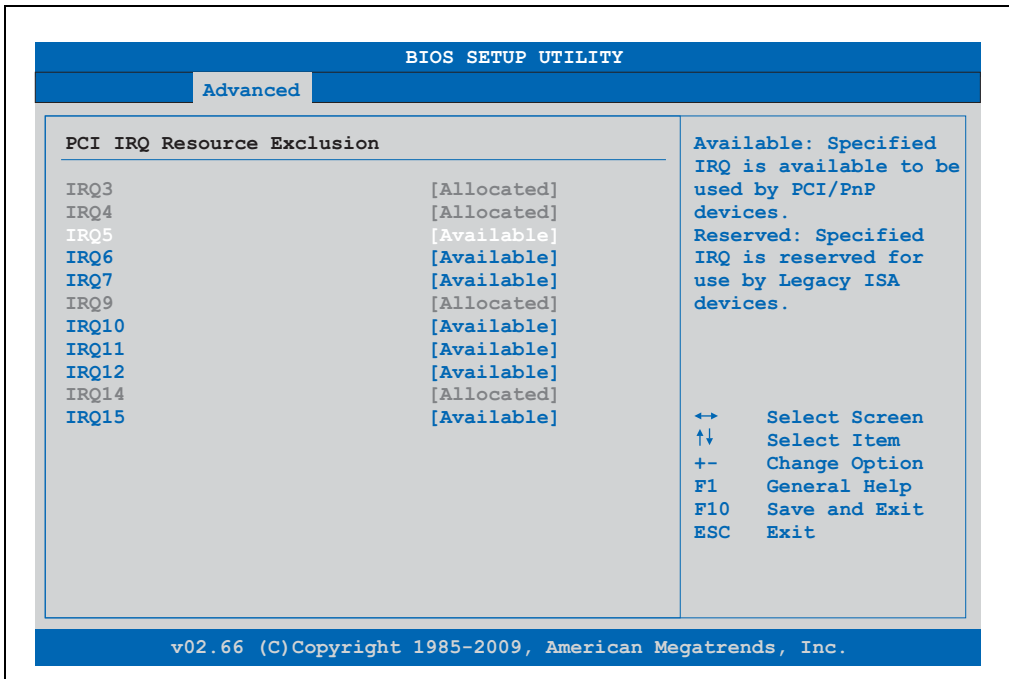 BIOS SETUP UTILITY
Advanced
PCI IRQ Resource Exclusion
IRQ3 [Allocated]
IRQ4 [Allocated]
IRQ5 [Available]
IRQ6 [Available]
IRQ7 [Available]
IRQ9 [Allocated]
IRQ10 [Available]
IRQ11 [Available]
IRQ12 [Available]
IRQ14 [Allocated]
IRQ15 [Available]
Available: Specified
IRQ is available to be
used by PCI/PnP
devices.
Reserved: Specified
IRQ is reserved for
use by Legacy ISA
devices.
↔ Select Screen
↑↓ Select Item
+- Change Option
F1 General Help
F10 Save and Exit
ESC Exit
v02.66 (C)Copyright 1985-2009, American Megatrends, Inc.